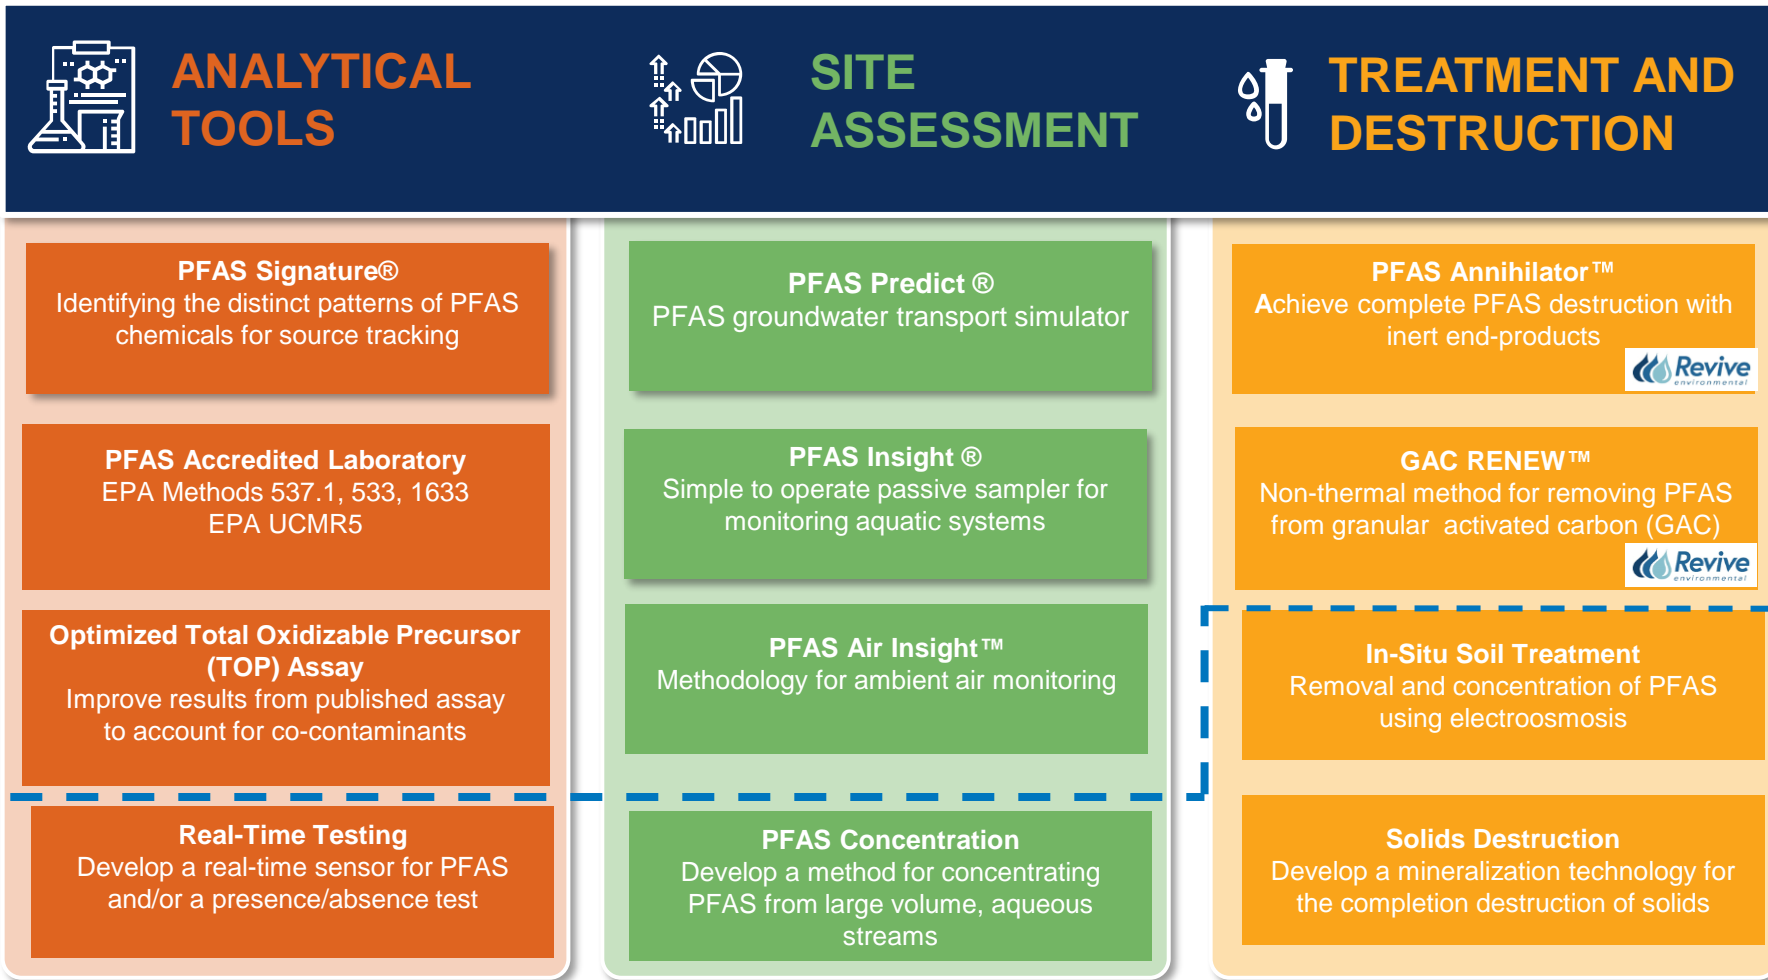 ANALYTICAL
TOOLS
SITE
ASSESSMENT
TREATMENT AND
DESTRUCTION
PFAS Signature®
Identifying the distinct patterns of PFAS
chemicals for source tracking
PFAS Accredited Laboratory
EPA Methods 537.1, 533, 1633
EPA UCMR5
Optimized Total Oxidizable Precursor
(TOP) Assay
Improve results from published assay
to account for co-contaminants
Real-Time Testing
Develop a real-time sensor for PFAS
and/or a presence/absence test
PFAS Predict ®
PFAS groundwater transport simulator
PFAS Insight ®
Simple to operate passive sampler for
monitoring aquatic systems
PFAS Air Insight™
Methodology for ambient air monitoring
PFAS Concentration
Develop a method for concentrating
PFAS from large volume, aqueous
streams
PFAS Annihilator™
Achieve complete PFAS destruction with
inert end-products
Revive
environmental
GAC RENEW™
Non-thermal method for removing PFAS
from granular activated carbon (GAC)
Revive
environmental
In-Situ Soil Treatment
Removal and concentration of PFAS
using electroosmosis
Solids Destruction
Develop a mineralization technology for
the completion destruction of solids